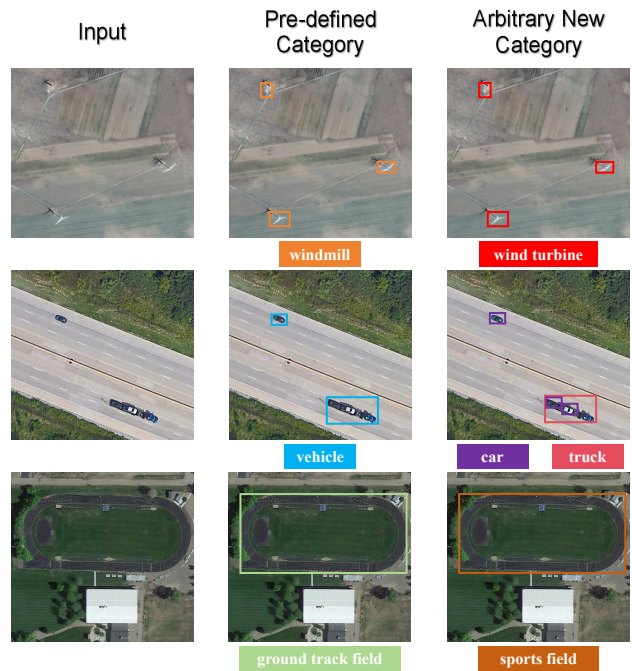 Input
Pre-defined
Category
Arbitrary New
Category
windmill
wind turbine
vehicle
car
truck
ground track field
sports field